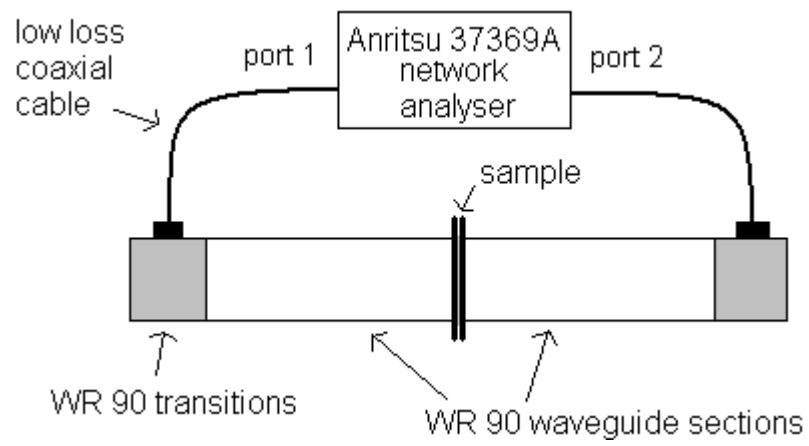 low loss
coaxial
cable
port 1
Anritsu 37369A
network
analyser
port 2
sample
WR 90 transitions
WR 90 waveguide sections